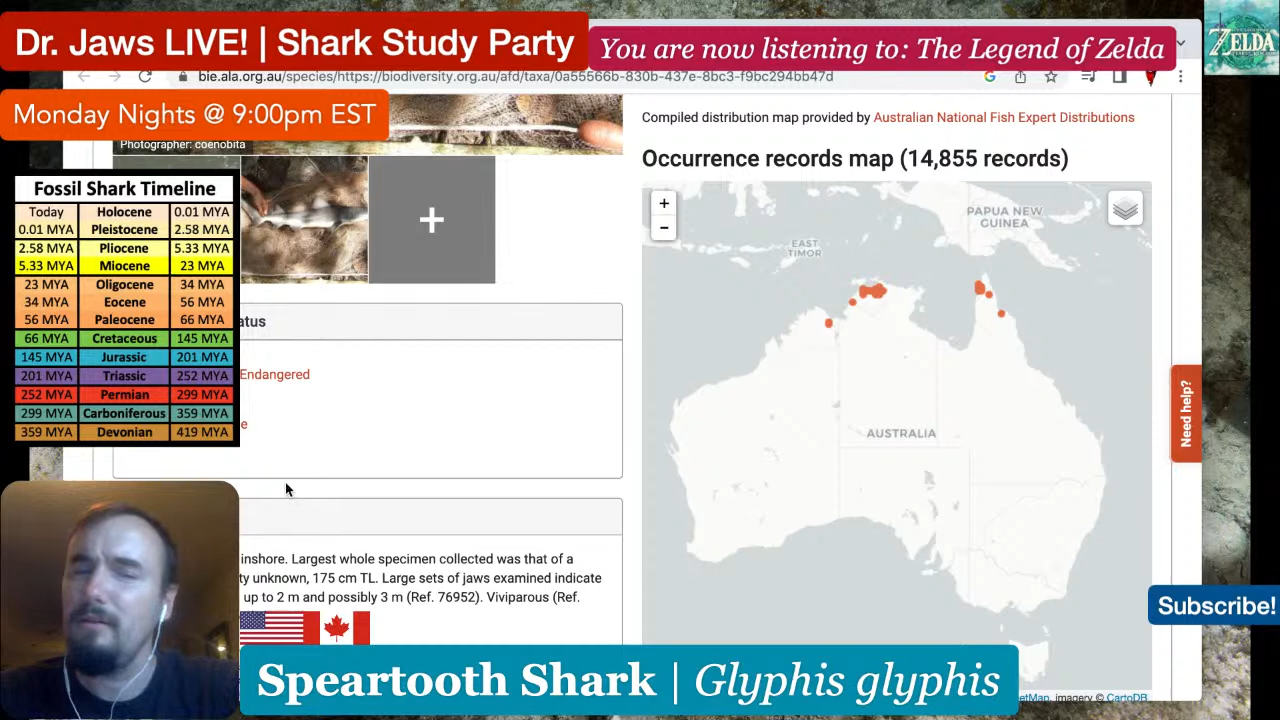 Dr. Jaws LIVE! | Shark Study Party
You are now listening to: The Legend of Zelda
ZELDA
bie.ala.org.au/species/https://biodiversity.org.au/afd/taxa/0a55566b-830b-437e-8bc3-f9bc294bb47d
Monday Nights @ 9:00pm EST
Photographer: coenobita
Compiled distribution map provided by Australian National Fish Expert Distributions
Occurrence records map (14,855 records)
+
-
PAPUA NEW
GUINEA
EAST
TIMOR
AUSTRALIA
+
Fossil Shark Timeline
Today Holocene 0.01 MYA
0.01 MYA Pleistocene 2.58 MYA
2.58 MYA Pliocene 5.33 MYA
5.33 MYA Miocene 23 MYA
23 MYA Oligocene 34 MYA
34 MYA Eocene 56 MYA
56 MYA Paleocene 66 MYA
66 MYA Cretaceous 145 MYA
145 MYA Jurassic 201 MYA
201 MYA Triassic 252 MYA
252 MYA Permian 299 MYA
299 MYA Carboniferous 359 MYA
359 MYA Devonian 419 MYA
atus
Endangered
e
Need help?
inshore. Largest whole specimen collected was that of a
ty unknown, 175 cm TL. Large sets of jaws examined indicate
up to 2 m and possibly 3 m (Ref. 76952). Viviparous (Ref.
Subscribe!
Speartooth Shark | Glyphis glyphis
etMap, imagery © CartoDB